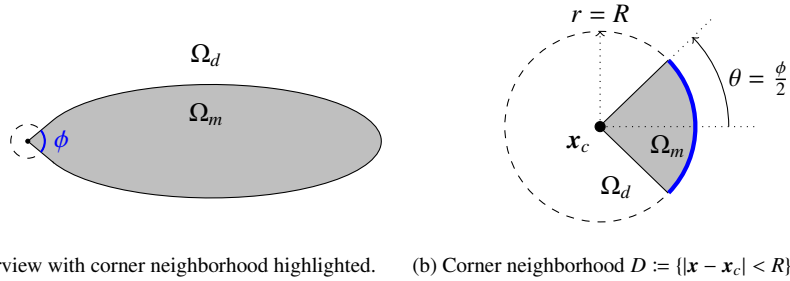 r = R
Ω_d
Ω_m
ϕ
θ = ϕ/2
x_c
Ω_m
Ω_d
rview with corner neighborhood highlighted.
(b) Corner neighborhood D ≔ {|x − x_c| < R}